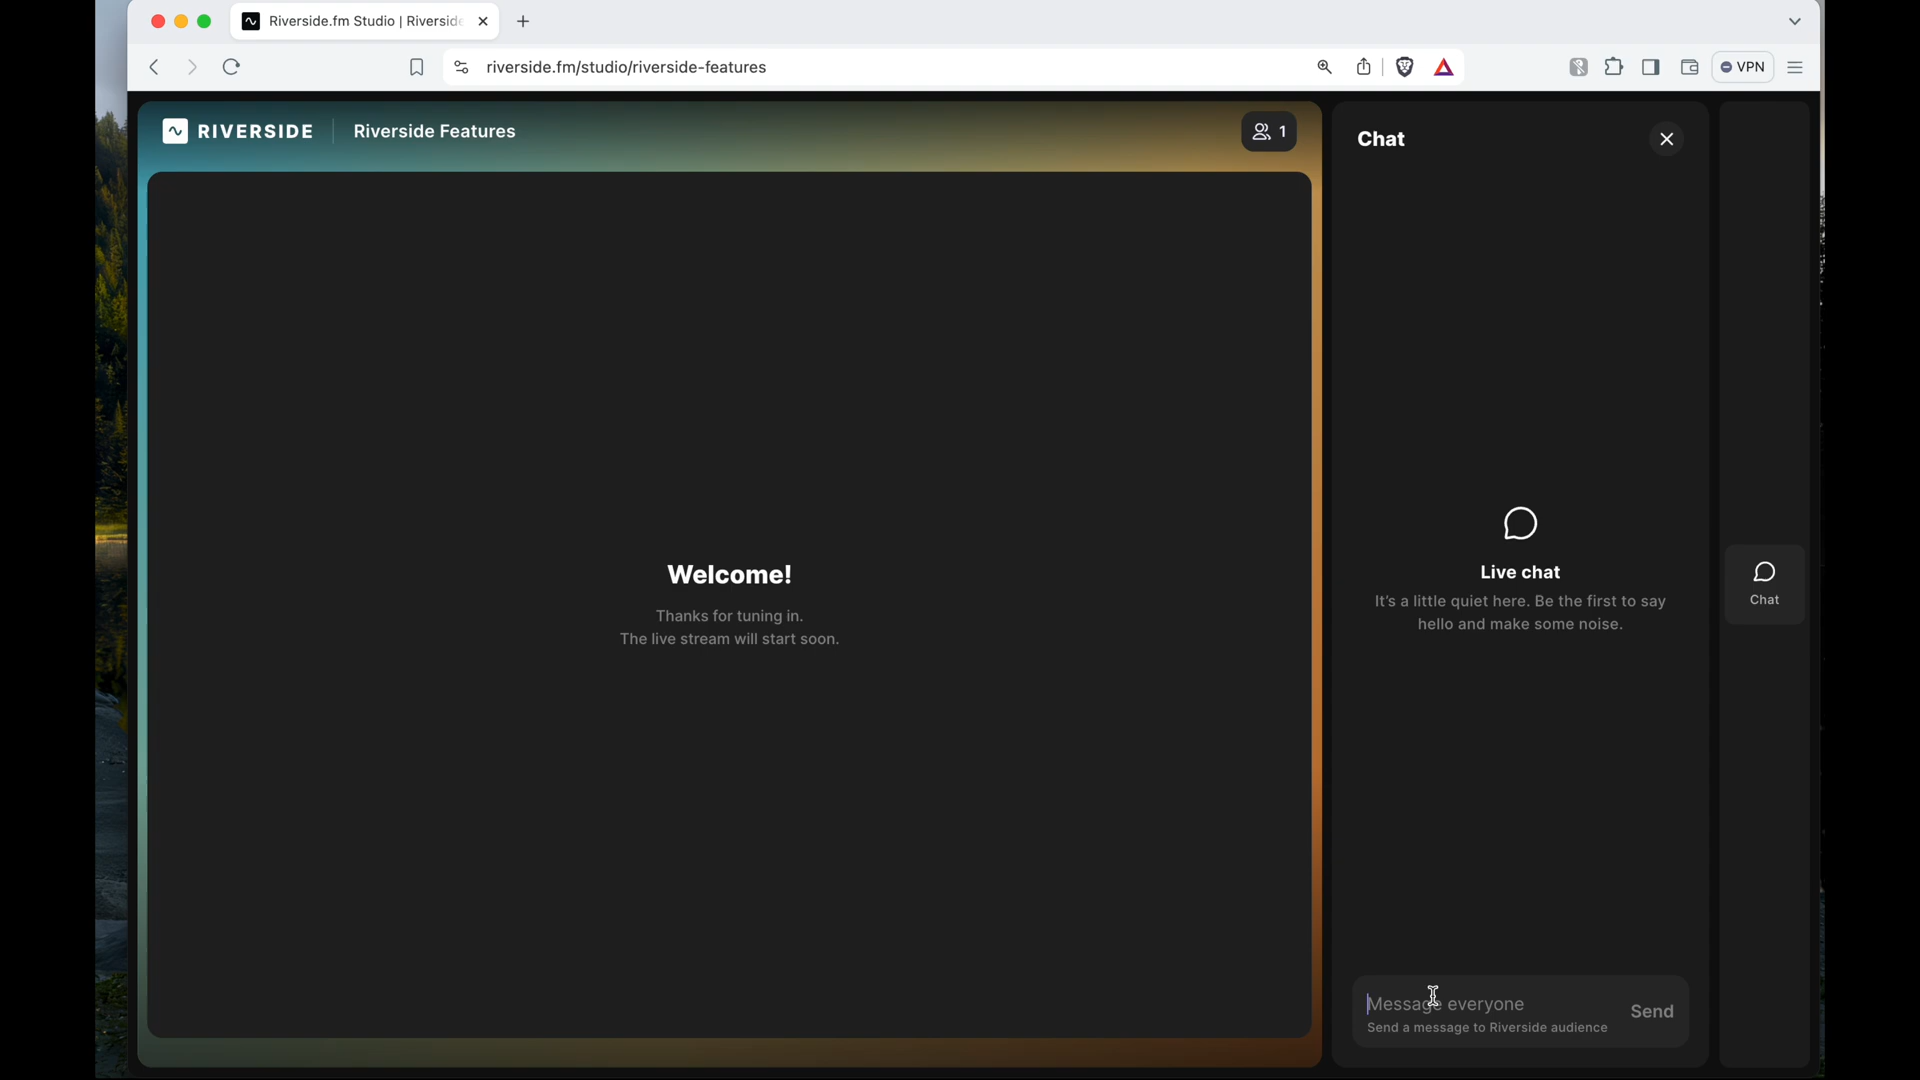 Riverside.fm Studio | Riverside
riverside.fm/studio/riverside-features
VPN
RIVERSIDE
Riverside Features
1
Chat
Welcome!
Thanks for tuning in.
The live stream will start soon.
Live chat
It's a little quiet here. Be the first to say
hello and make some noise.
Chat
Message everyone
Send a message to Riverside audience
Send